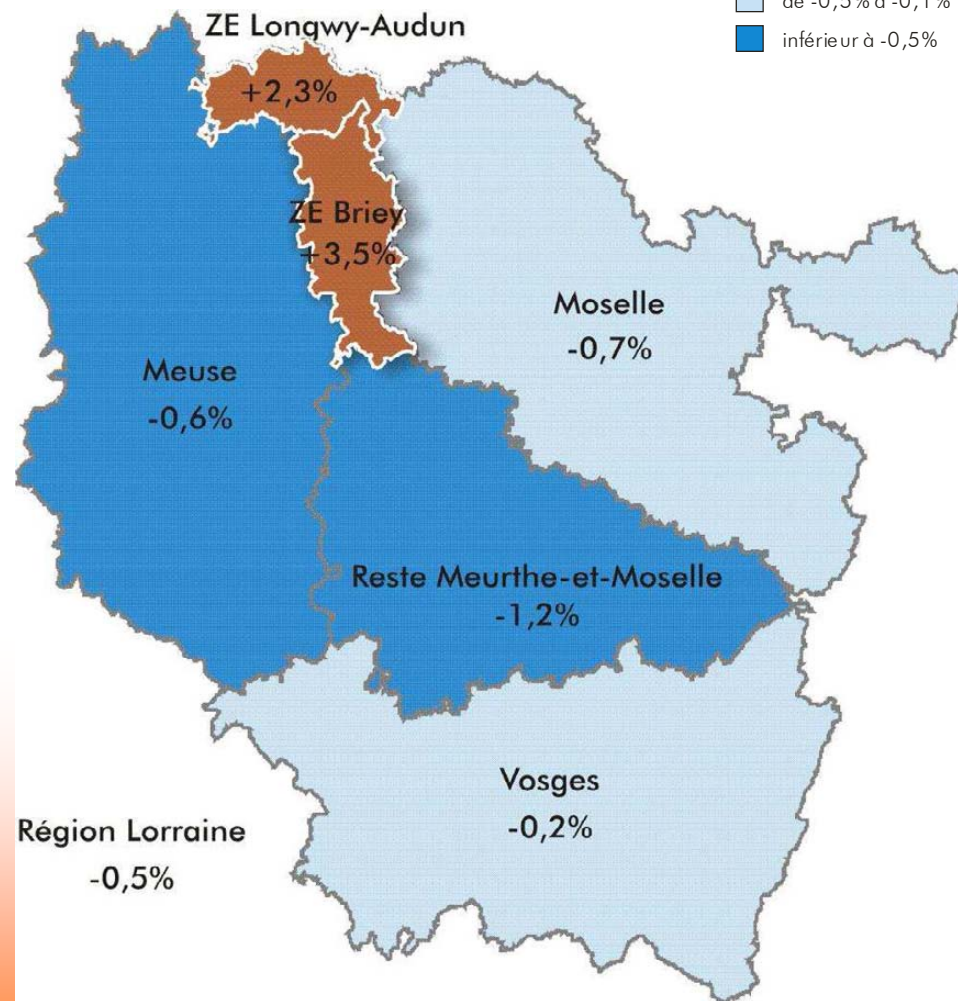 de -0,5% à -0,1%
inférieur à -0,5%
ZE Longwy-Audun
+2,3%
ZE Briey
+3,5%
Moselle
-0,7%
Meuse
-0,6%
Reste Meurthe-et-Moselle
-1,2%
Vosges
-0,2%
Région Lorraine
-0,5%